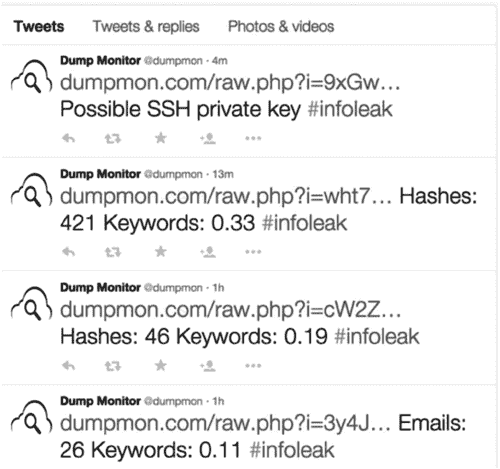 Tweets Tweets & replies Photos & videos
Dump Monitor @dumpmon · 4m
dumpmon.com/raw.php?i=9xGw...
Possible SSH private key #infoleak
Dump Monitor @dumpmon · 13m
dumpmon.com/raw.php?i=wht7... Hashes:
421 Keywords: 0.33 #infoleak
Dump Monitor @dumpmon · 1h
dumpmon.com/raw.php?i=cW2Z...
Hashes: 46 Keywords: 0.19 #infoleak
Dump Monitor @dumpmon · 1h
dumpmon.com/raw.php?i=3y4J... Emails:
26 Keywords: 0.11 #infoleak